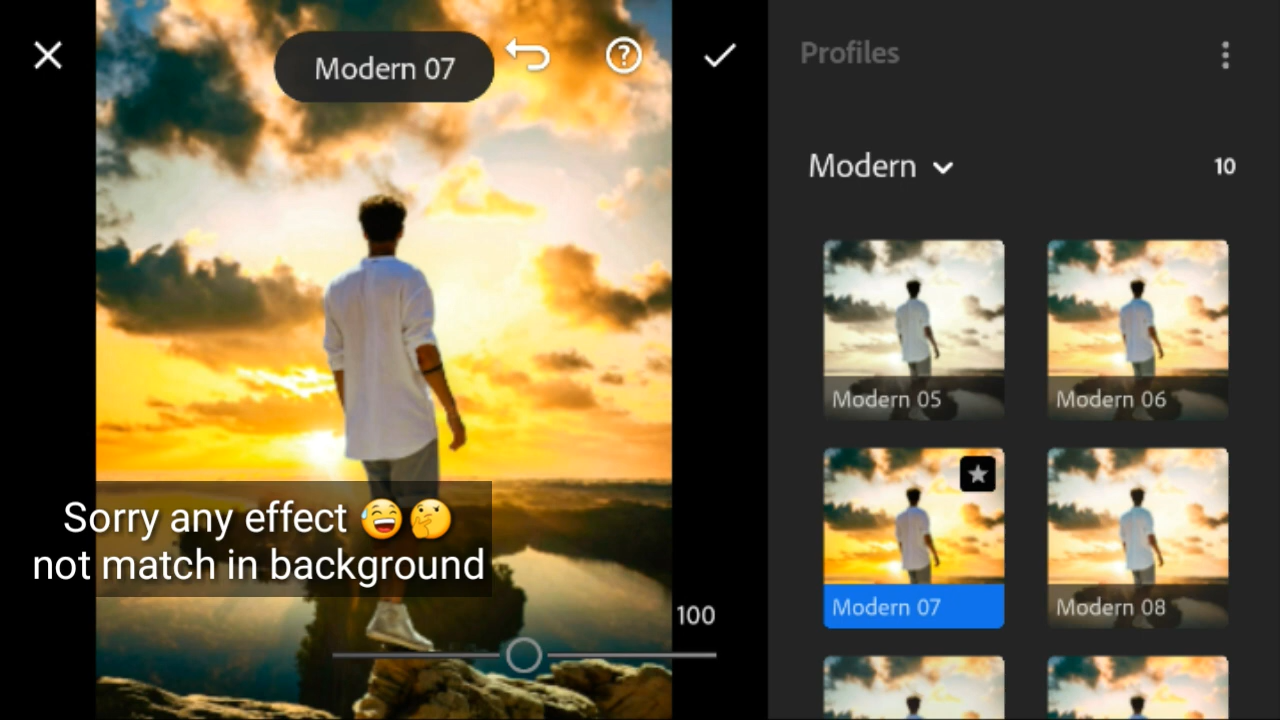 Modern 07
Profiles
Modern
10
Modern 05
Modern 06
Modern 07
Modern 08
Sorry any effect 😅🤔
not match in background
100